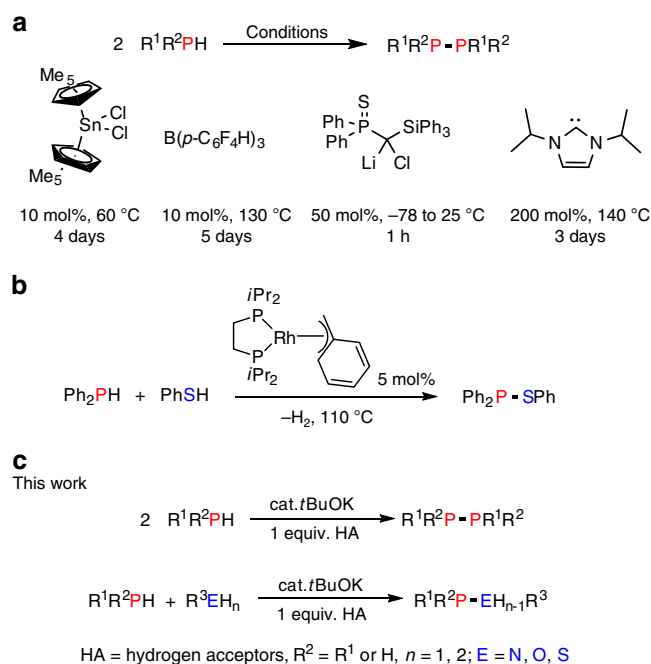 a
2 R¹R²PH Conditions R¹R²P–PR¹R²
Me₅
Sn
Cl
Cl
Me₅
B(p-C₆F₄H)₃
S
Ph
P
SiPh₃
Ph
Li
Cl
N
N
10 mol%, 60 °C
4 days
10 mol%, 130 °C
5 days
50 mol%, –78 to 25 °C
1 h
200 mol%, 140 °C
3 days
b
iPr₂
P
Rh
P
iPr₂
5 mol%
Ph₂PH + PhSH
–H₂, 110 °C
Ph₂P–SPh
c
This work
2 R¹R²PH cat.tBuOK R¹R²P–PR¹R²
1 equiv. HA
R¹R²PH + R³EHₙ cat.tBuOK R¹R²P–EHₙ₋₁R³
1 equiv. HA
HA = hydrogen acceptors, R² = R¹ or H, n = 1, 2; E = N, O, S